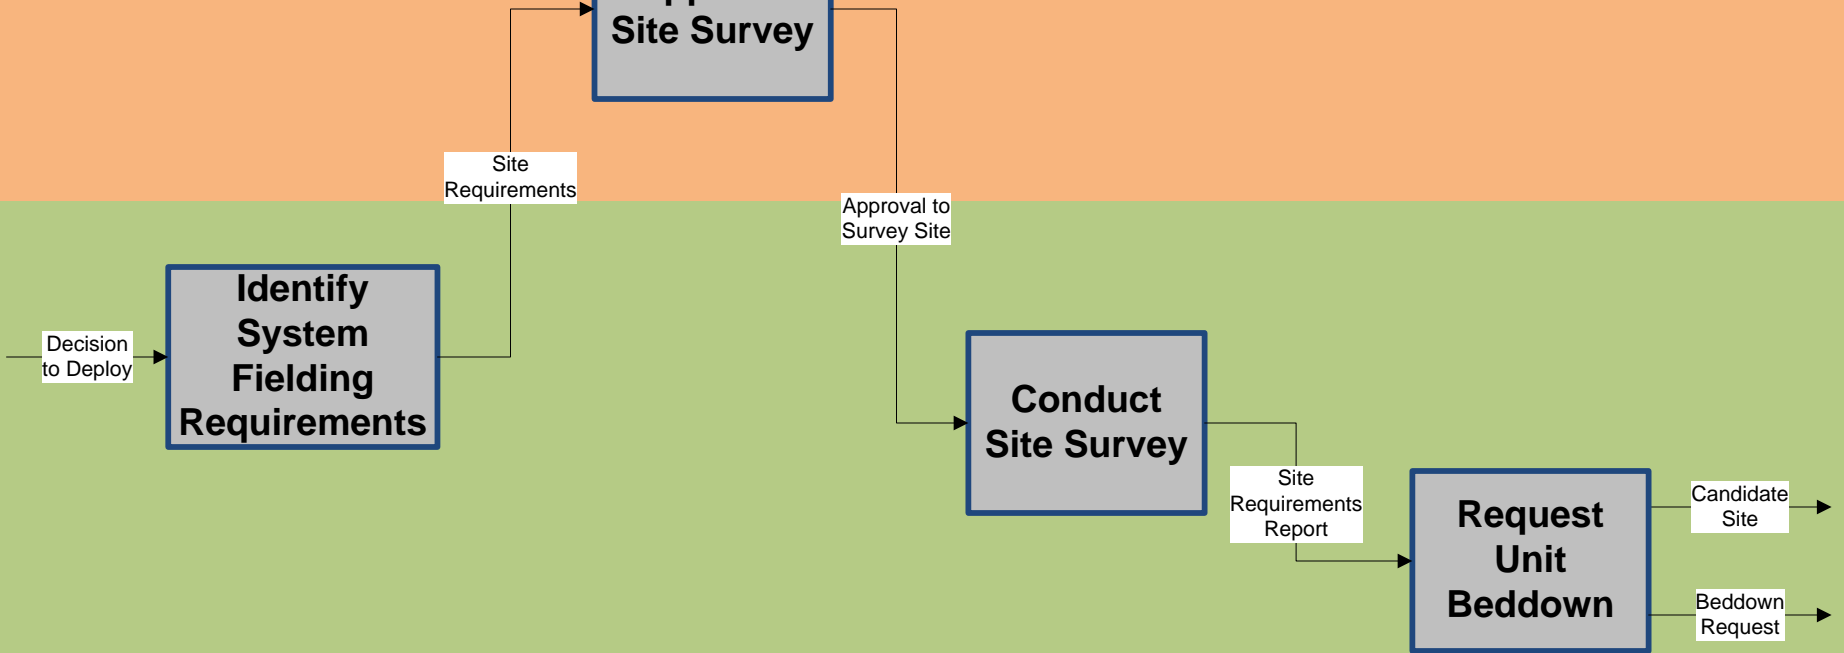 Site Survey
Site
Requirements
Approval to
Survey Site
Decision
to Deploy
Identify
System
Fielding
Requirements
Conduct
Site Survey
Site
Requirements
Report
Request
Unit
Beddown
Candidate
Site
Beddown
Request